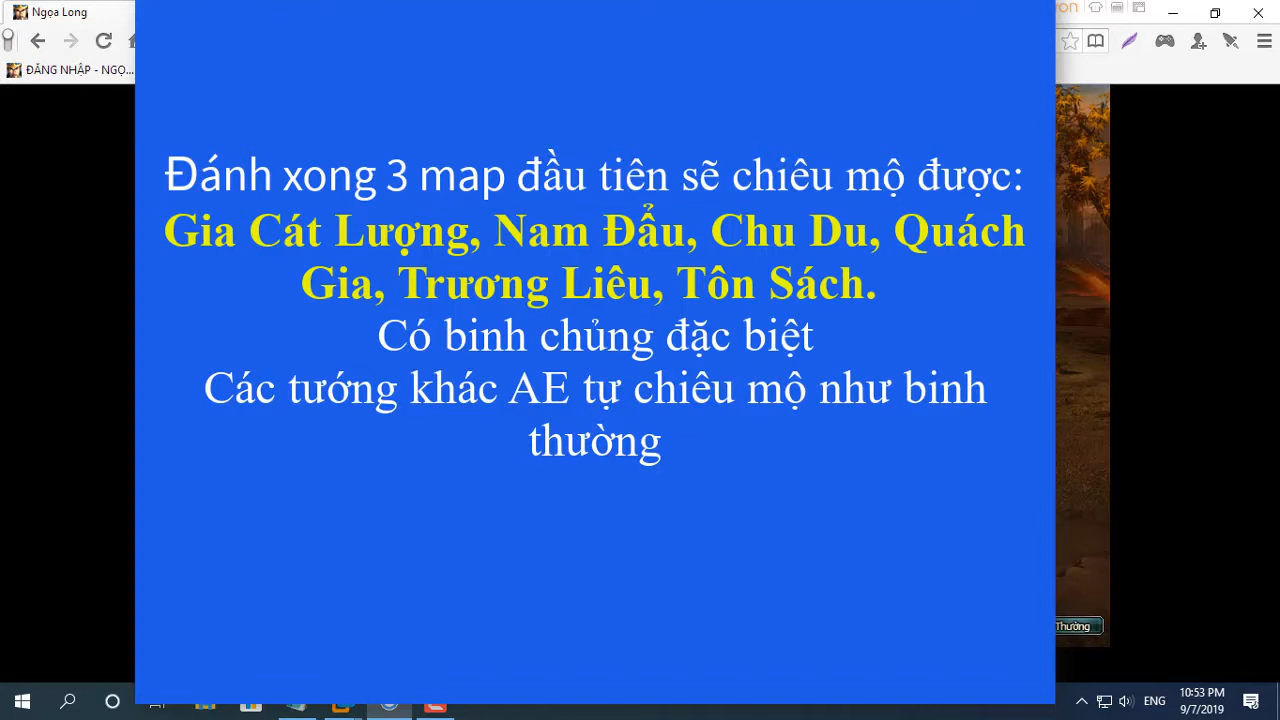 Ngọa Long
von
ĐĂNG NHẬP - NGỌ...
Đánh xong 3 map đầu tiên sẽ chiêu mộ được:
Gia Cát Lượng, Nam Đẩu, Chu Du, Quách
Gia, Trương Liêu, Tôn Sách.
Có binh chủng đặc biệt
Các tướng khác AE tự chiêu mộ như binh
thường
Thường
ENG
10:53 PM
9/7/2019